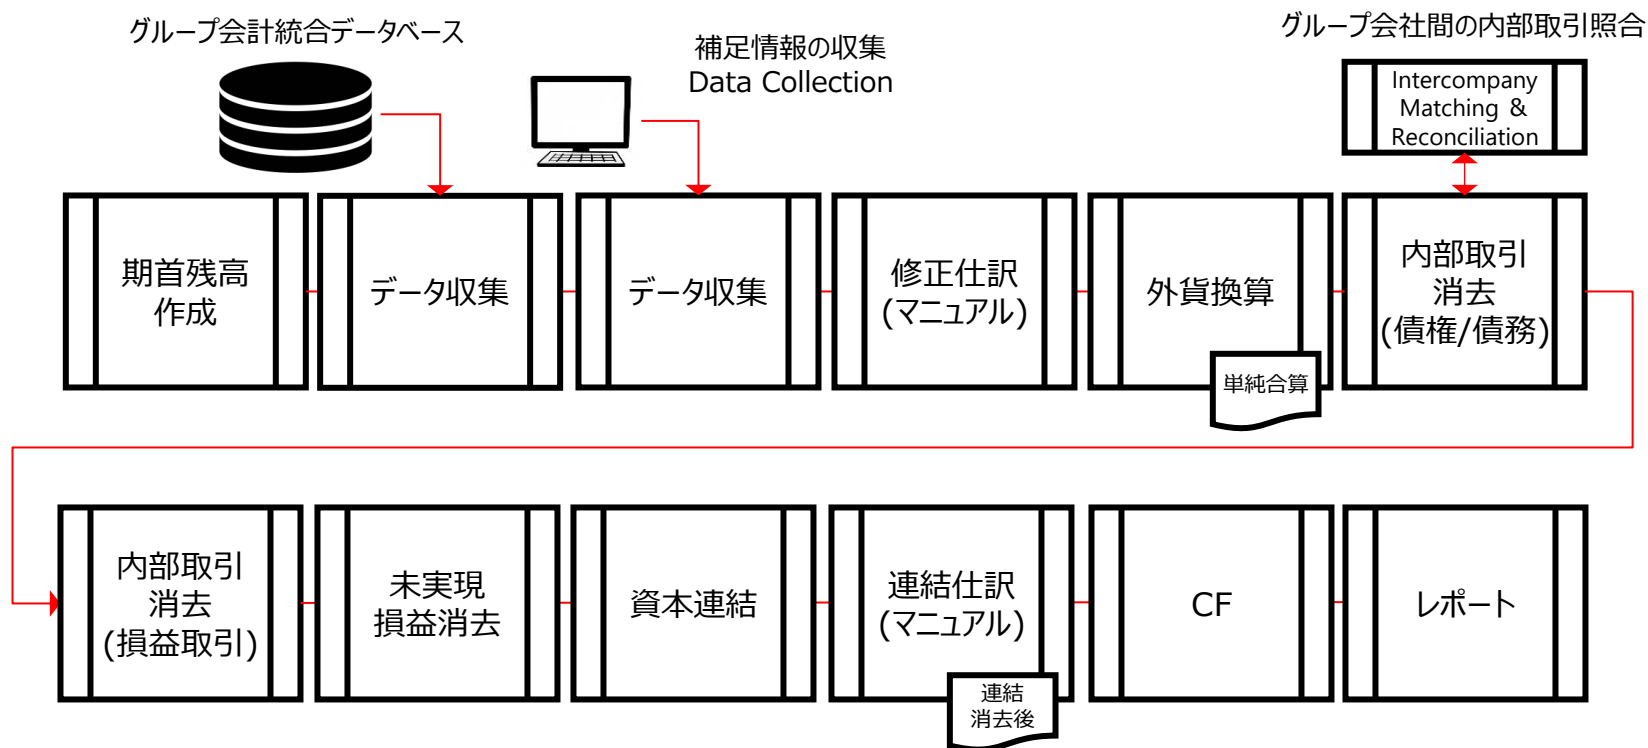 グループ会計統合データベース
補足情報の収集
Data Collection
グループ会社間の内部取引照合
Intercompany
Matching &
Reconciliation
期首残高
作成
データ収集
データ収集
修正仕訳
(マニュアル)
外貨換算
単純合算
内部取引
消去
(債権/債務)
内部取引
消去
(損益取引)
未実現
損益消去
資本連結
連結仕訳
(マニュアル)
連結
消去後
CF
レポート